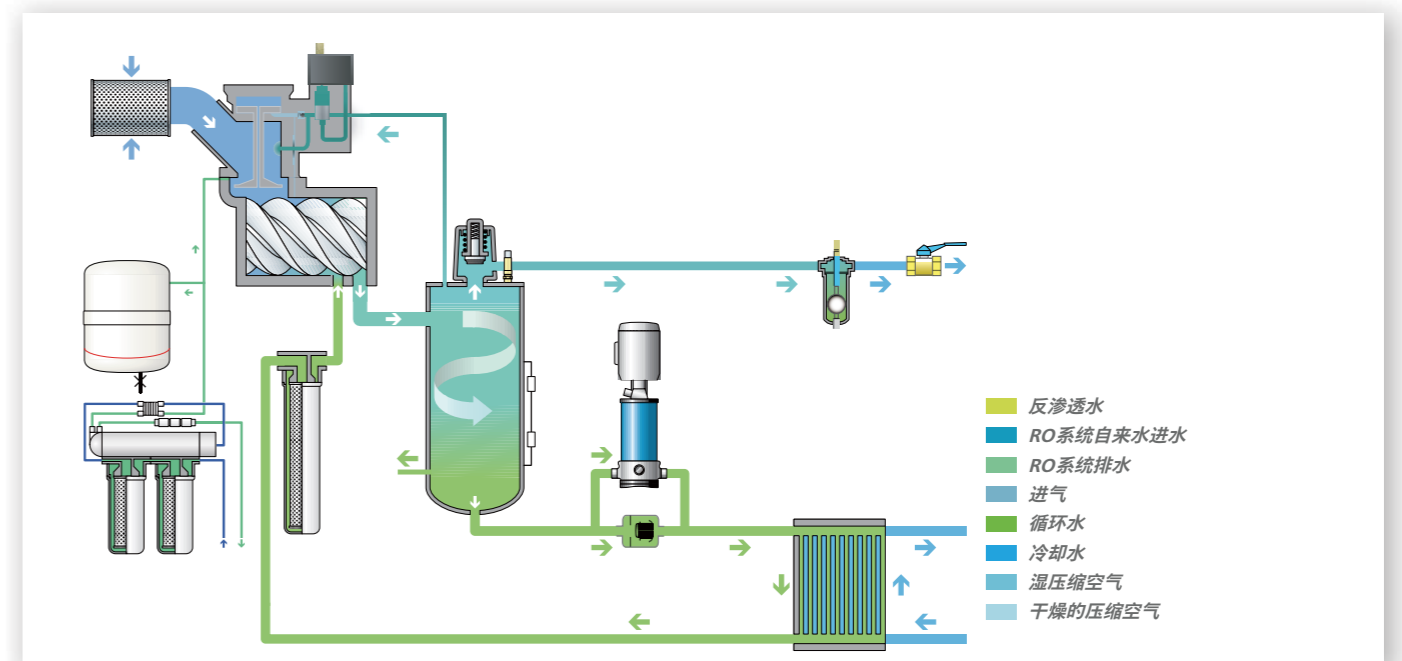 反渗透水
RO系统自来水进水
RO系统排水
进气
循环水
冷却水
湿压缩空气
干燥的压缩空气